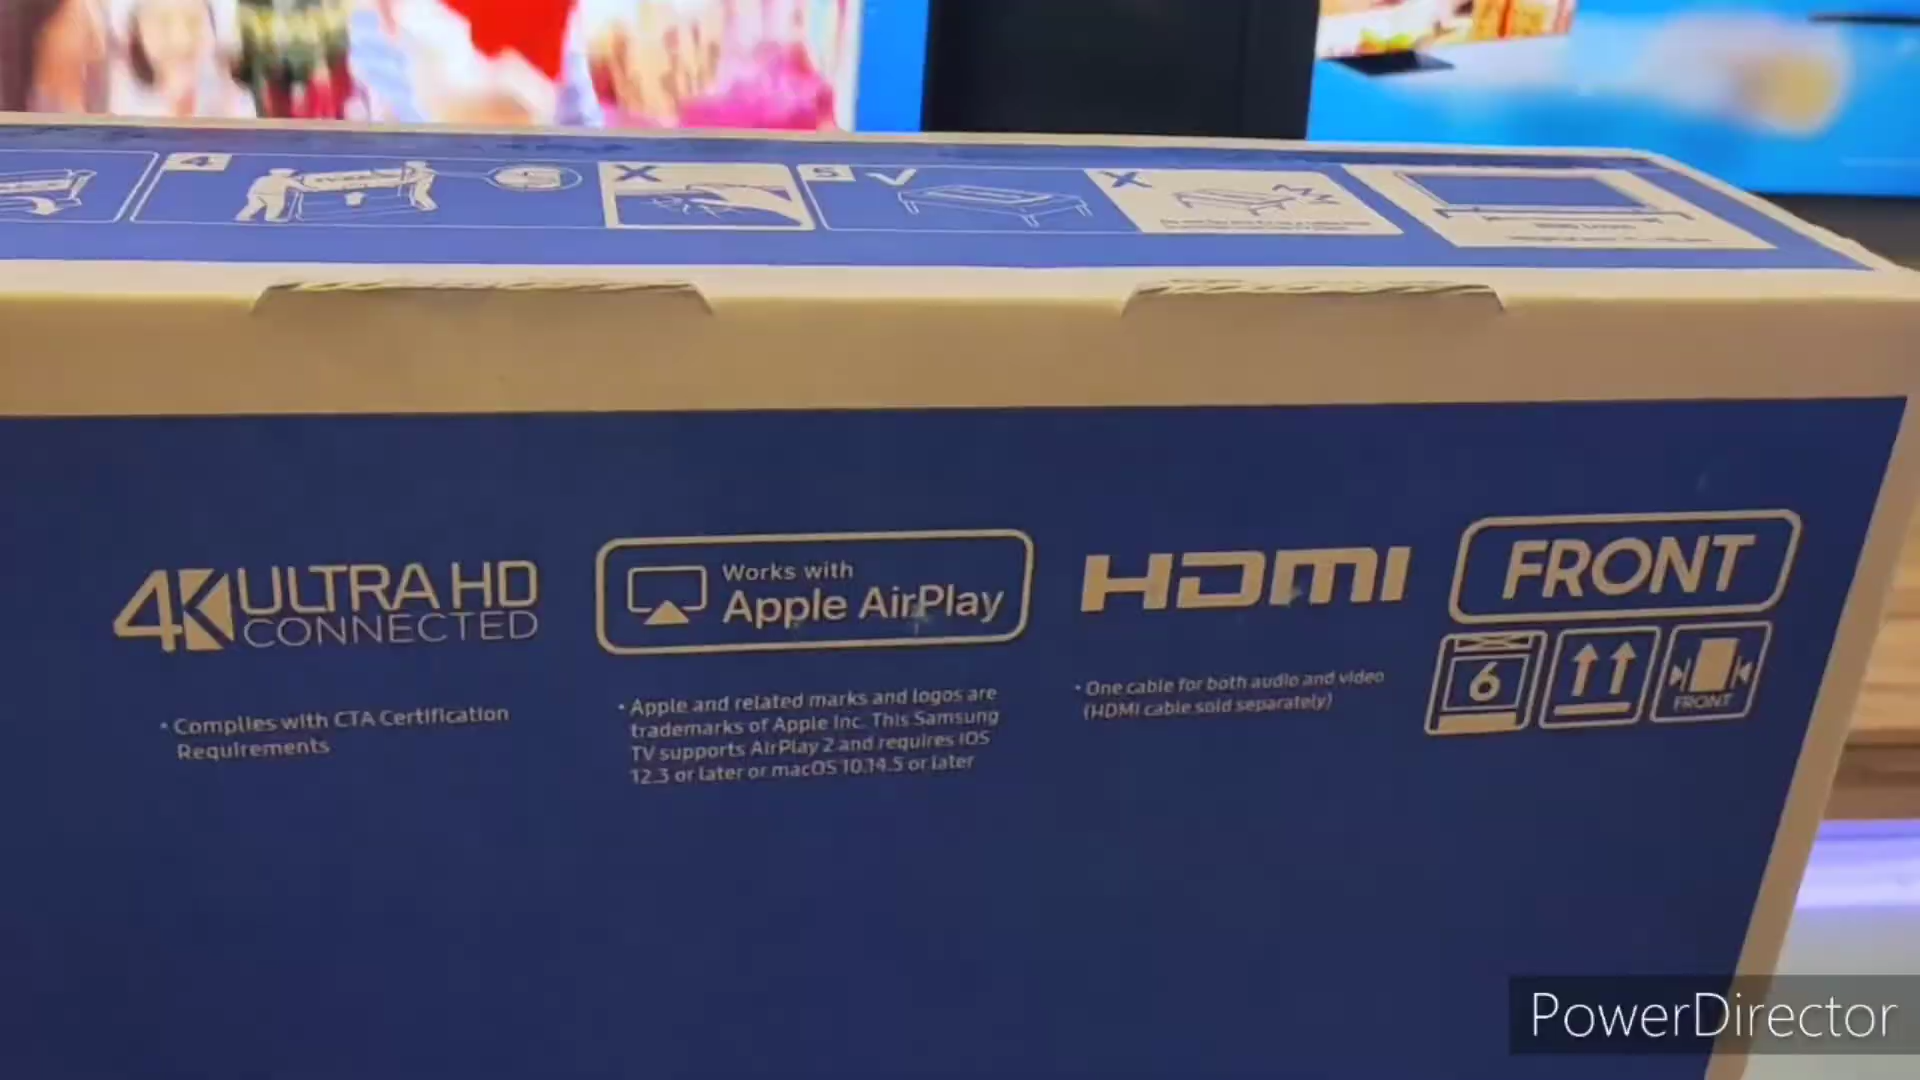 4
X
5
X
4K ULTRA HD
CONNECTED
• Complies with CTA Certification
Requirements
Works with
Apple AirPlay
• Apple and related marks and logos are
trademarks of Apple Inc. This Samsung
TV supports AirPlay 2 and requires iOS
12.3 or later or macOS 10.14.5 or later
HDMI
• One cable for both audio and video
(HDMI cable sold separately)
FRONT
6
FRONT
PowerDirector